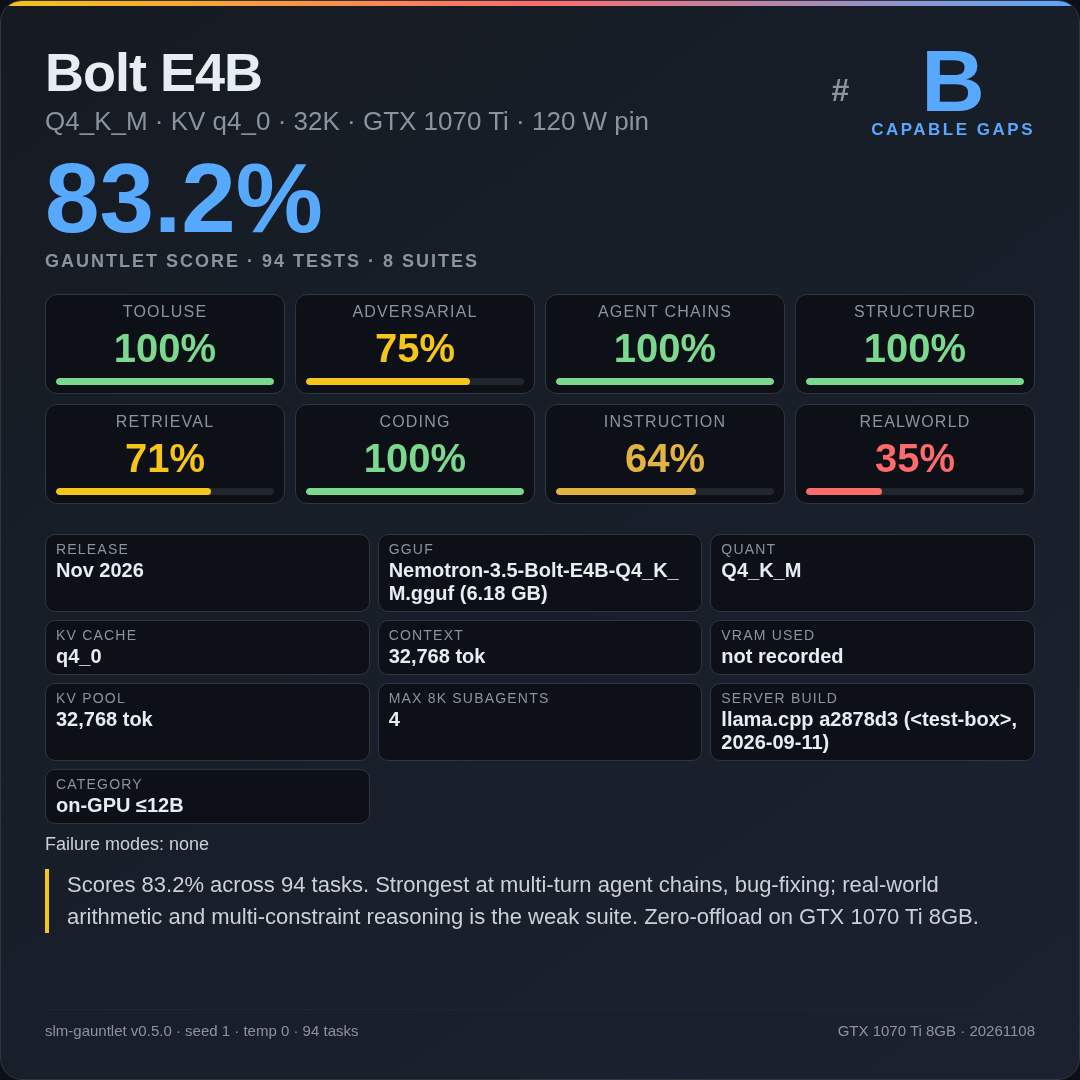 Bolt E4B
Q4_K_M · KV q4_0 · 32K · GTX 1070 Ti · 120 W pin
#
B
CAPABLE GAPS
83.2%
GAUNTLET SCORE · 94 TESTS · 8 SUITES
TOOLUSE
100%
ADVERSARIAL
75%
AGENT CHAINS
100%
STRUCTURED
100%
RETRIEVAL
71%
CODING
100%
INSTRUCTION
64%
REALWORLD
35%
RELEASE
Nov 2026
GGUF
Nemotron-3.5-Bolt-E4B-Q4_K_
M.gguf (6.18 GB)
QUANT
Q4_K_M
KV CACHE
q4_0
CONTEXT
32,768 tok
VRAM USED
not recorded
KV POOL
32,768 tok
MAX 8K SUBAGENTS
4
SERVER BUILD
llama.cpp a2878d3 (<test-box>,
2026-09-11)
CATEGORY
on-GPU ≤12B
Failure modes: none
Scores 83.2% across 94 tasks. Strongest at multi-turn agent chains, bug-fixing; real-world
arithmetic and multi-constraint reasoning is the weak suite. Zero-offload on GTX 1070 Ti 8GB.
slm-gauntlet v0.5.0 · seed 1 · temp 0 · 94 tasks
GTX 1070 Ti 8GB · 20261108